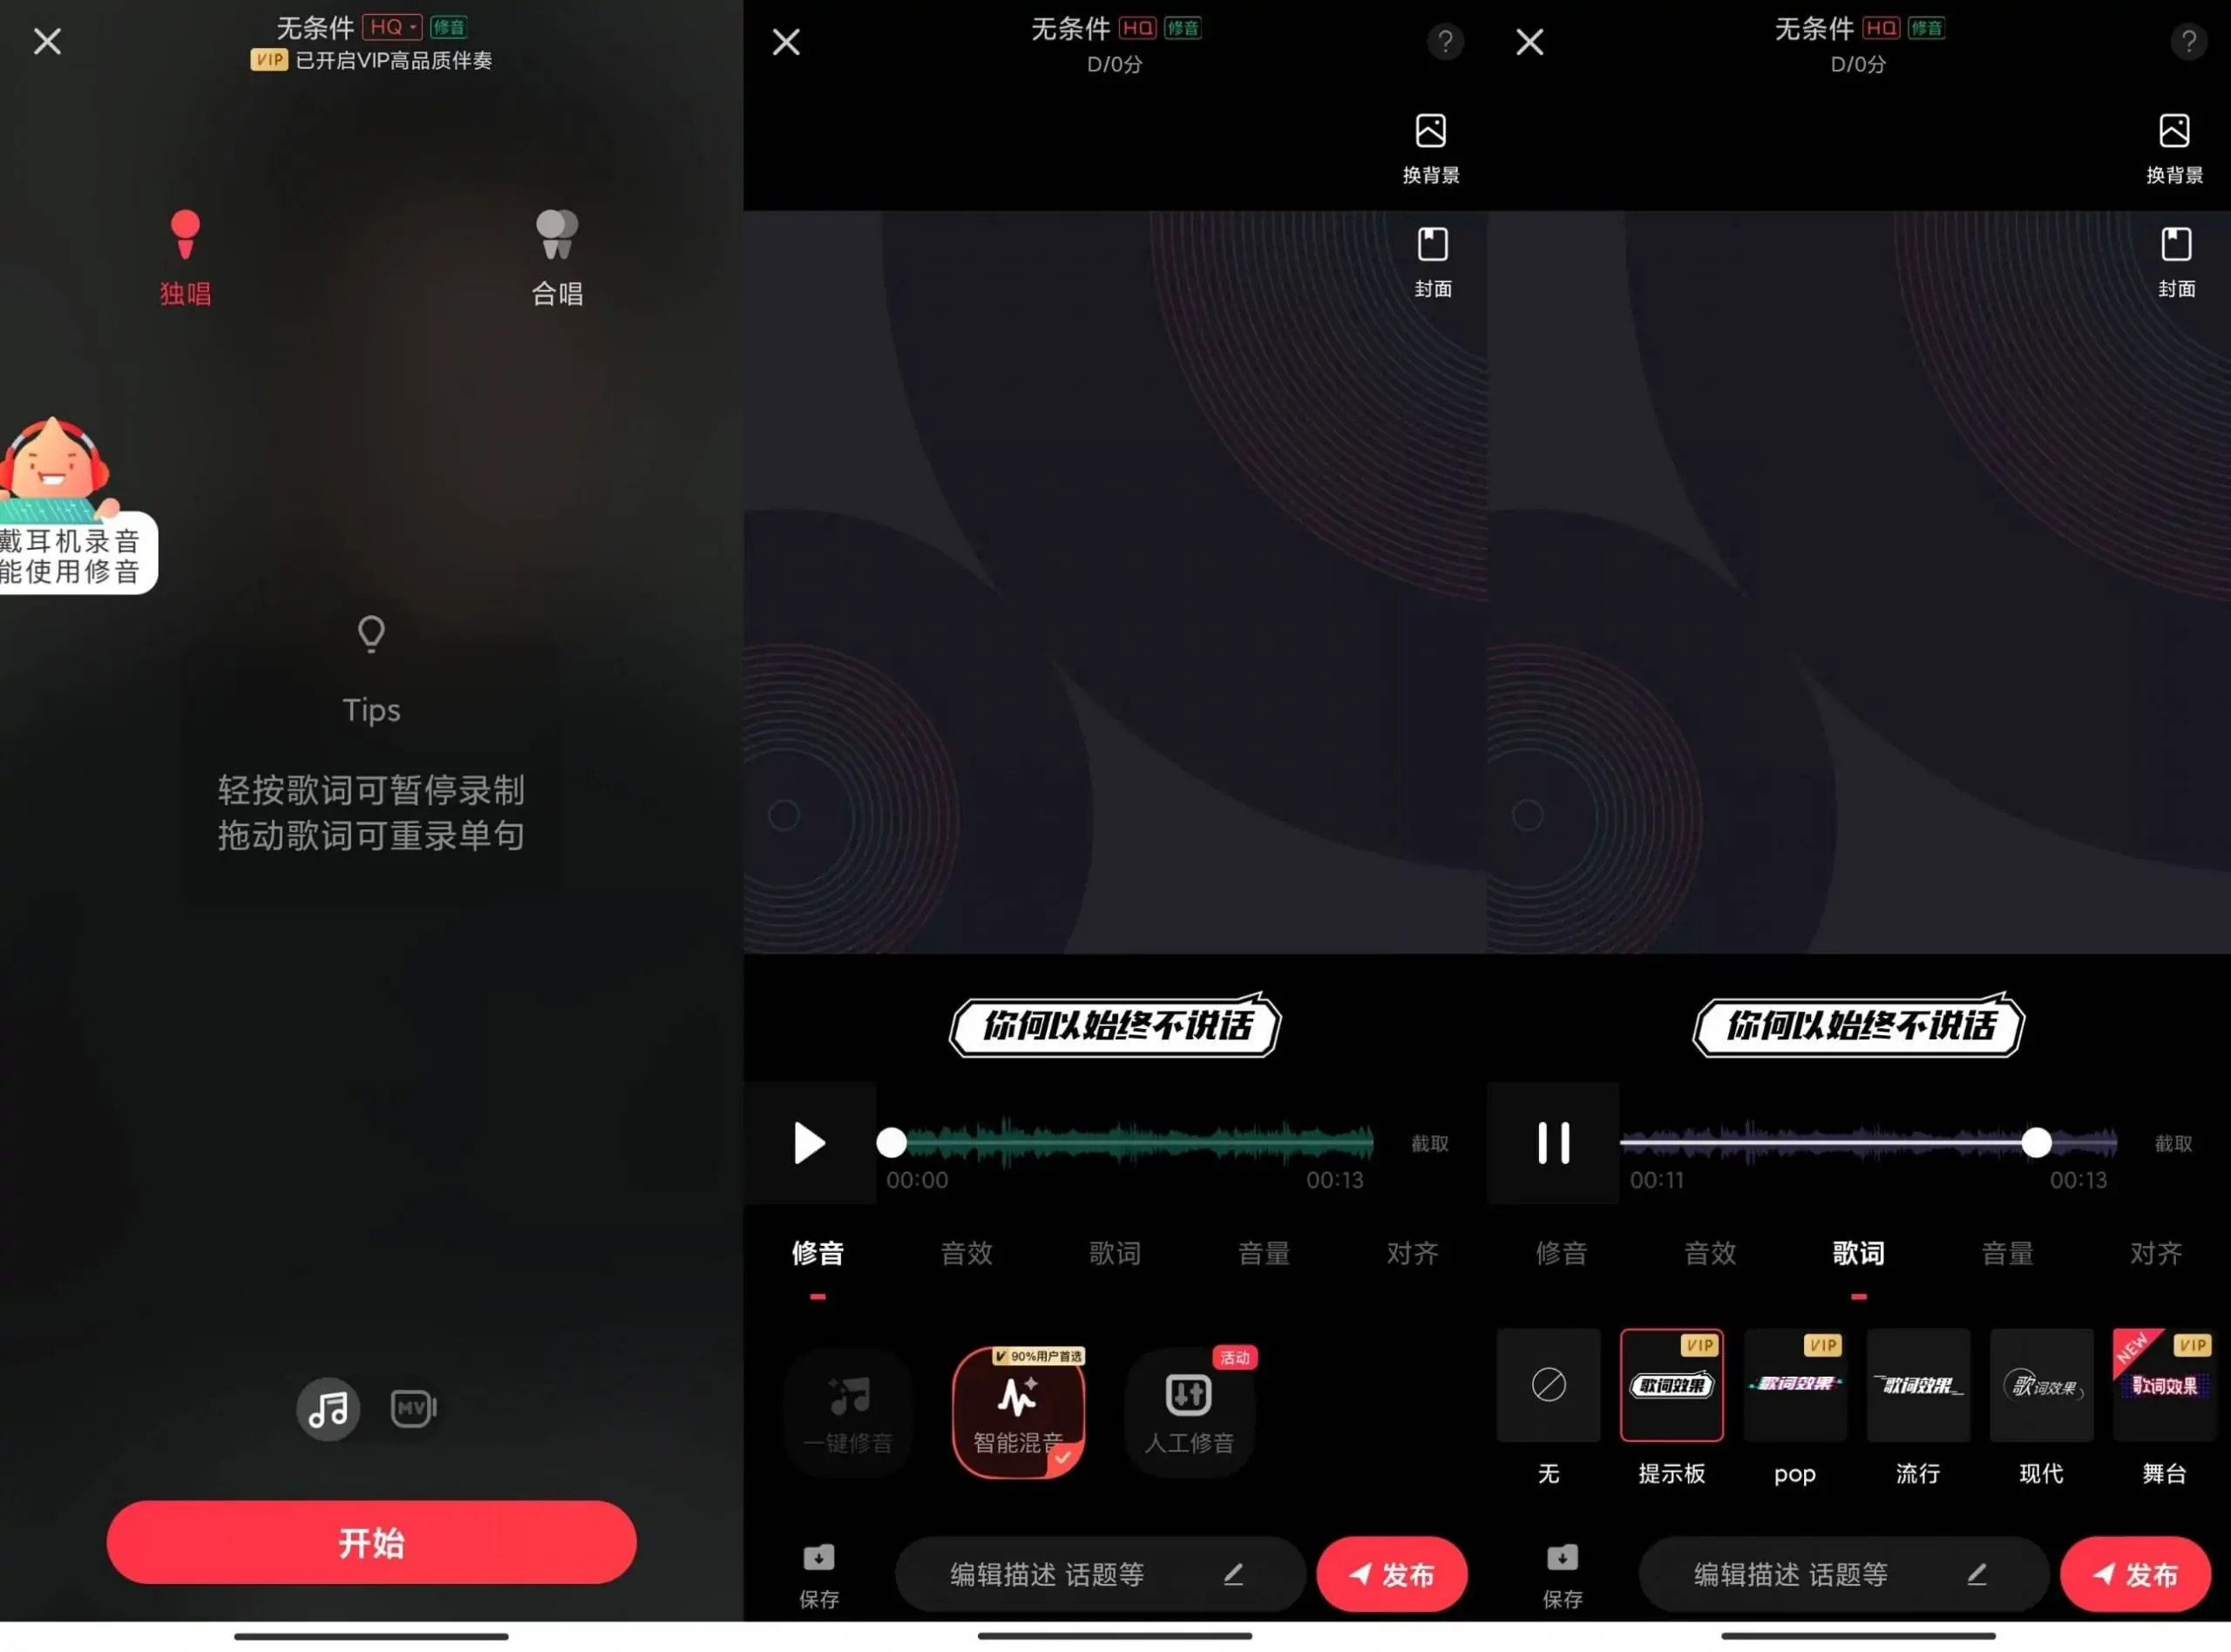 无条件 HQ 修音
VIP 已开启VIP高品质伴奏
独唱
合唱
戴耳机录音
能使用修音
Tips
轻按歌词可暂停录制
拖动歌词可重录单句
MV
开始
无条件 HQ 修音
D/0分
?
换背景
封面
你何以始终不说话
00:00
00:13
截取
修音
音效
歌词
音量
对齐
90%用户首选
活动
一键修音
智能混音
人工修音
保存
编辑描述 话题等
发布
无条件 HQ 修音
D/0分
?
换背景
封面
你何以始终不说话
00:11
00:13
截取
修音
音效
歌词
音量
对齐
VIP
VIP
NEW
VIP
歌词效果
歌词效果
歌词效果
歌词效果
歌词效果
无
提示板
pop
流行
现代
舞台
保存
编辑描述 话题等
发布